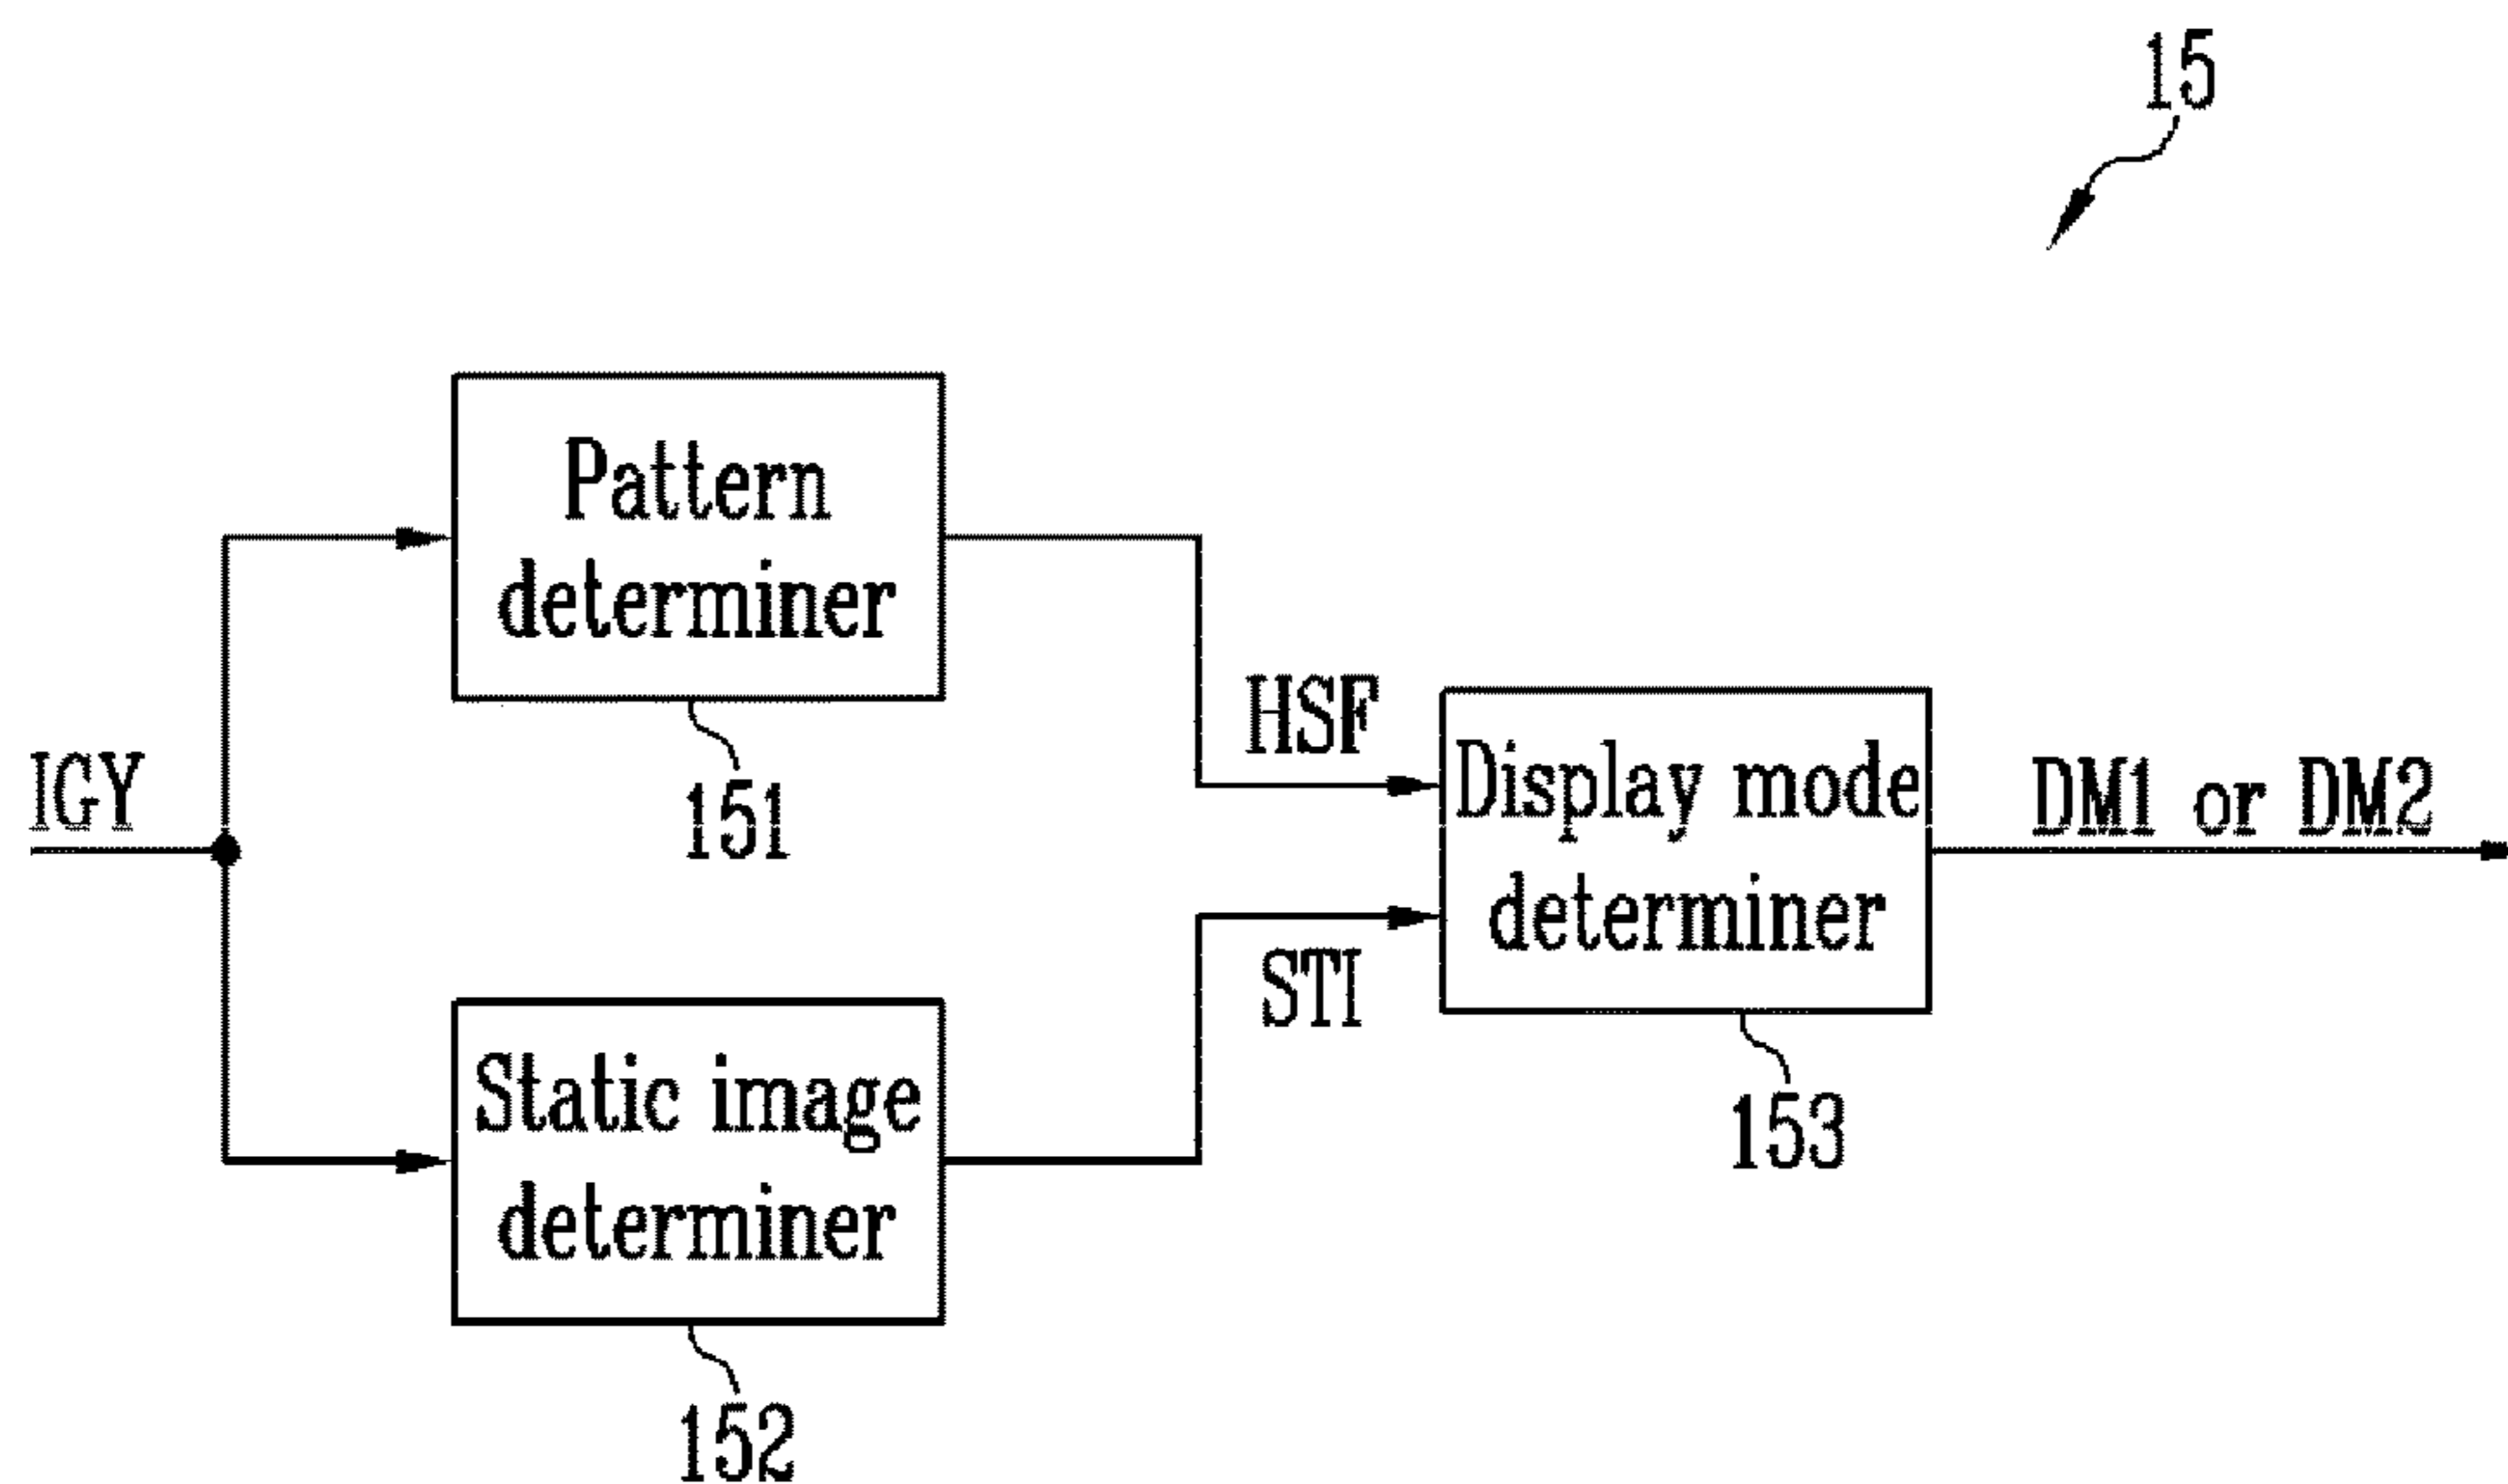 15
Pattern
determiner
151
IGY
HSF
Display mode
determiner
DM1 or DM2
STI
153
Static image
determiner
152